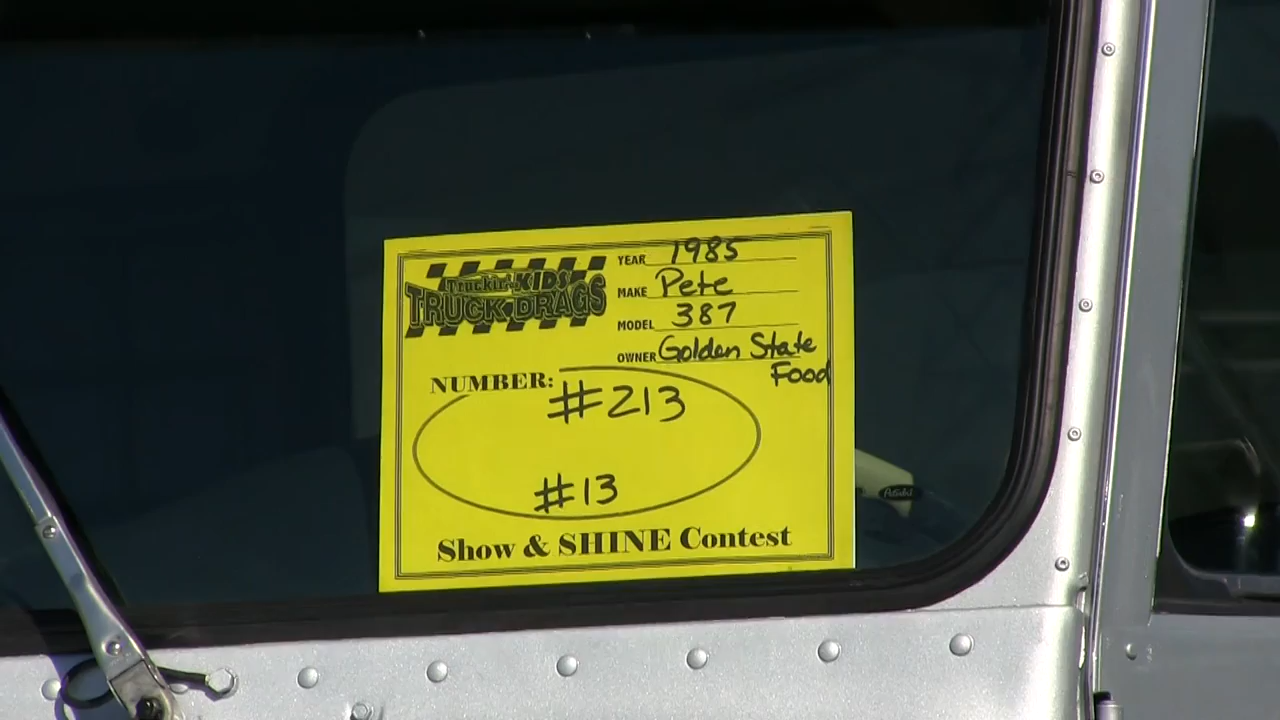 Truckin' KIDS
TRUCK DRAGS
YEAR 1985
MAKE Pete
MODEL 387
OWNER Golden State
Food
NUMBER: #213
#13
Show & SHINE Contest
Peterbilt